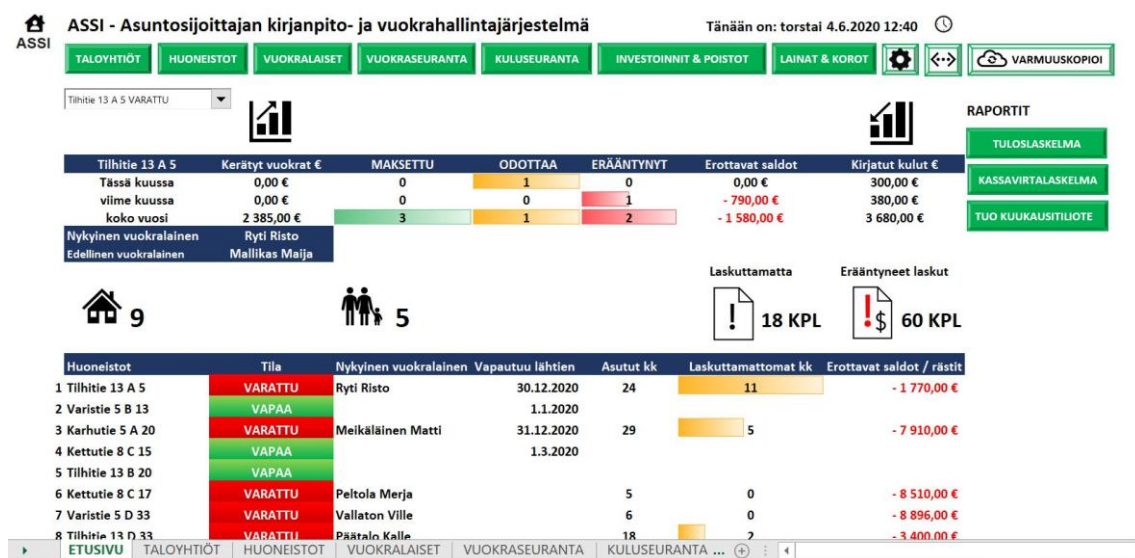 ASSI - Asuntosijoittajan kirjanpito- ja vuokrahallintajärjestelmä Tänään on: torstai 4.6.2020 12:40
ASSI
TALOYHTIÖT HUONEISTOT VUOKRALAISET VUOKRASEURANTA KULUSEURANTA INVESTOINNIT & POISTOT LAINAT & KOROT VARMUUSKOPIOI
Tilhitie 13 A 5 VARATTU
RAPORTIT
TULOSLASKELMA
KASSAVIRTALASKELMA
TUO KUUKAUSITILIOTE
Tilhitie 13 A 5 Kerätyt vuokrat € MAKSETTU ODOTTAA ERÄÄNTYNYT Erottavat saldot Kirjatut kulut €
Tässä kuussa 0,00 € 0 1 0 0,00 € 300,00 €
viime kuussa 0,00 € 0 0 1 - 790,00 € 380,00 €
koko vuosi 2 385,00 € 3 1 2 - 1 580,00 € 3 680,00 €
Nykyinen vuokralainen Ryti Risto
Edellinen vuokralainen Mallikas Maija
Laskuttamatta Erääntyneet laskut
9 5 ! 18 KPL !$ 60 KPL
Huoneistot Tila Nykyinen vuokralainen Vapautuu lähtien Asutut kk Laskuttamattomat kk Erottavat saldot / rästit
1 Tilhitie 13 A 5 VARATTU Ryti Risto 30.12.2020 24 11 - 1 770,00 €
2 Varistie 5 B 13 VAPAA 1.1.2020
3 Karhutie 5 A 20 VARATTU Meikäläinen Matti 31.12.2020 29 5 - 7 910,00 €
4 Kettutie 8 C 15 VAPAA 1.3.2020
5 Tilhitie 13 B 20 VAPAA
6 Kettutie 8 C 17 VARATTU Peltola Merja 5 0 - 8 510,00 €
7 Varistie 5 D 33 VARATTU Vallaton Ville 6 0 - 8 896,00 €
8 Tilhitie 13 D 33 VARATTU Päätalo Kalle 18 2 - 3 400,00 €
ETUSIVU TALOYHTIÖT HUONEISTOT VUOKRALAISET VUOKRASEURANTA KULUSEURANTA ...